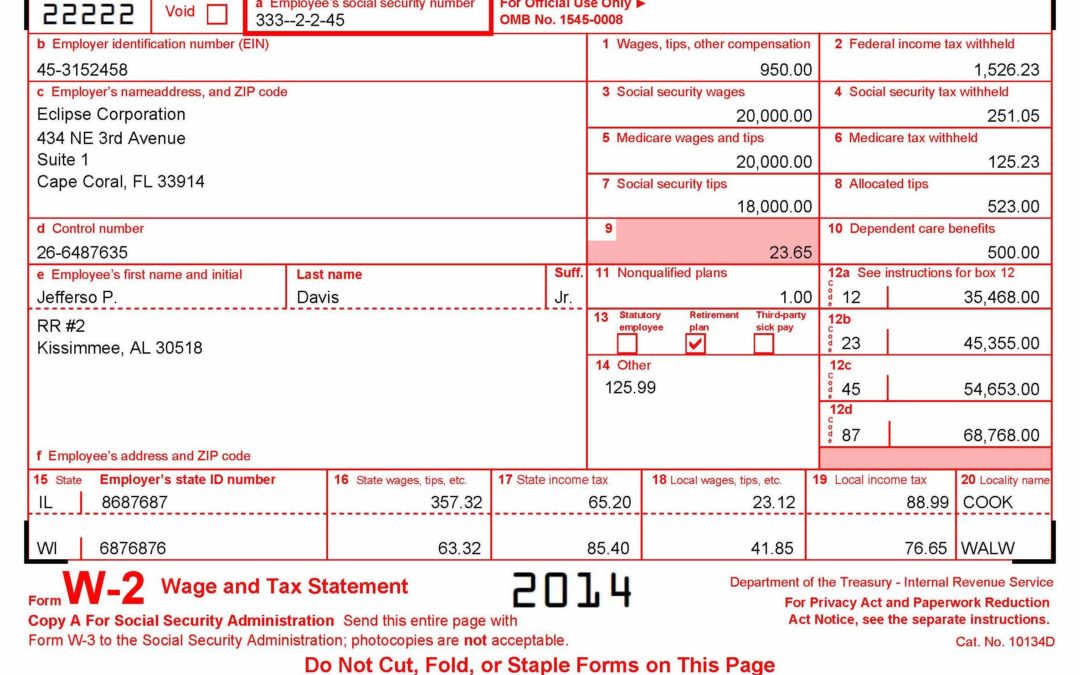 22222
Void
a Employee's social security number
333--2-2-45
For Official Use Only ▶
OMB No. 1545-0008
b Employer identification number (EIN)
45-3152458
1 Wages, tips, other compensation
950.00
2 Federal income tax withheld
1,526.23
c Employer's nameaddress, and ZIP code
Eclipse Corporation
434 NE 3rd Avenue
Suite 1
Cape Coral, FL 33914
3 Social security wages
20,000.00
4 Social security tax withheld
251.05
5 Medicare wages and tips
20,000.00
6 Medicare tax withheld
125.23
7 Social security tips
18,000.00
8 Allocated tips
523.00
d Control number
26-6487635
9
23.65
10 Dependent care benefits
500.00
e Employee's first name and initial
Jefferso P.
Last name
Davis
Suff.
Jr.
11 Nonqualified plans
1.00
12a See instructions for box 12
Code 12 35,468.00
RR #2
Kissimmee, AL 30518
13 Statutory employee
Retirement plan
Third-party sick pay
12b
Code 23 45,355.00
14 Other
125.99
12c
Code 45 54,653.00
12d
Code 87 68,768.00
f Employee's address and ZIP code
15 State Employer's state ID number 16 State wages, tips, etc. 17 State income tax 18 Local wages, tips, etc. 19 Local income tax 20 Locality name
IL 8687687 357.32 65.20 23.12 88.99 COOK
WI 6876876 63.32 85.40 41.85 76.65 WALW
Form W-2 Wage and Tax Statement
2014
Department of the Treasury - Internal Revenue Service
For Privacy Act and Paperwork Reduction
Act Notice, see the separate instructions.
Copy A For Social Security Administration Send this entire page with
Form W-3 to the Social Security Administration; photocopies are not acceptable.
Cat. No. 10134D
Do Not Cut, Fold, or Staple Forms on This Page